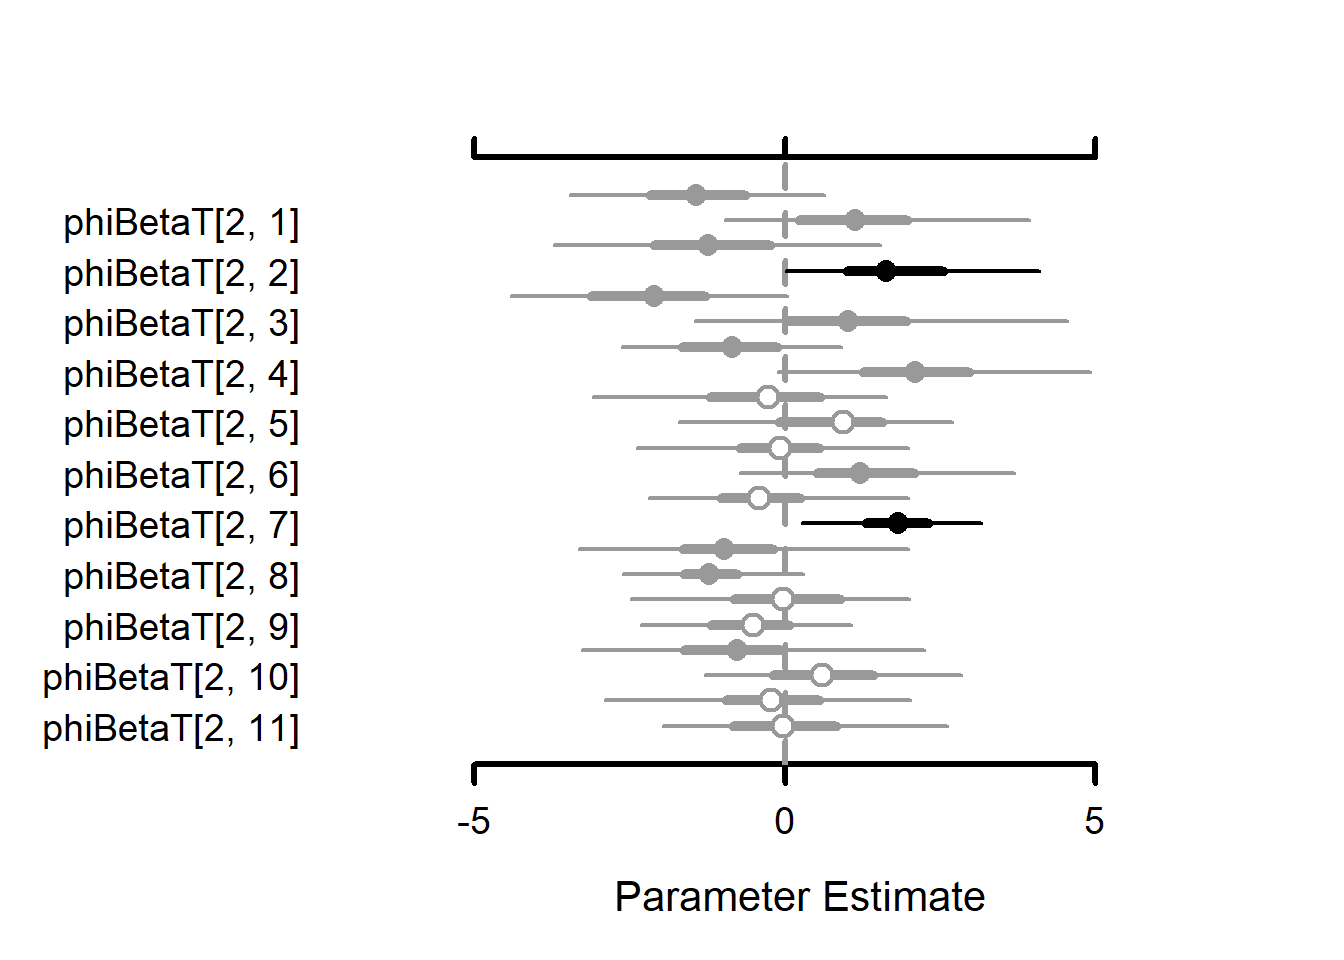 phiBetaT[2, 1]
phiBetaT[2, 2]
phiBetaT[2, 3]
phiBetaT[2, 4]
phiBetaT[2, 5]
phiBetaT[2, 6]
phiBetaT[2, 7]
phiBetaT[2, 8]
phiBetaT[2, 9]
phiBetaT[2, 10]
phiBetaT[2, 11]
-5 0 5
Parameter Estimate